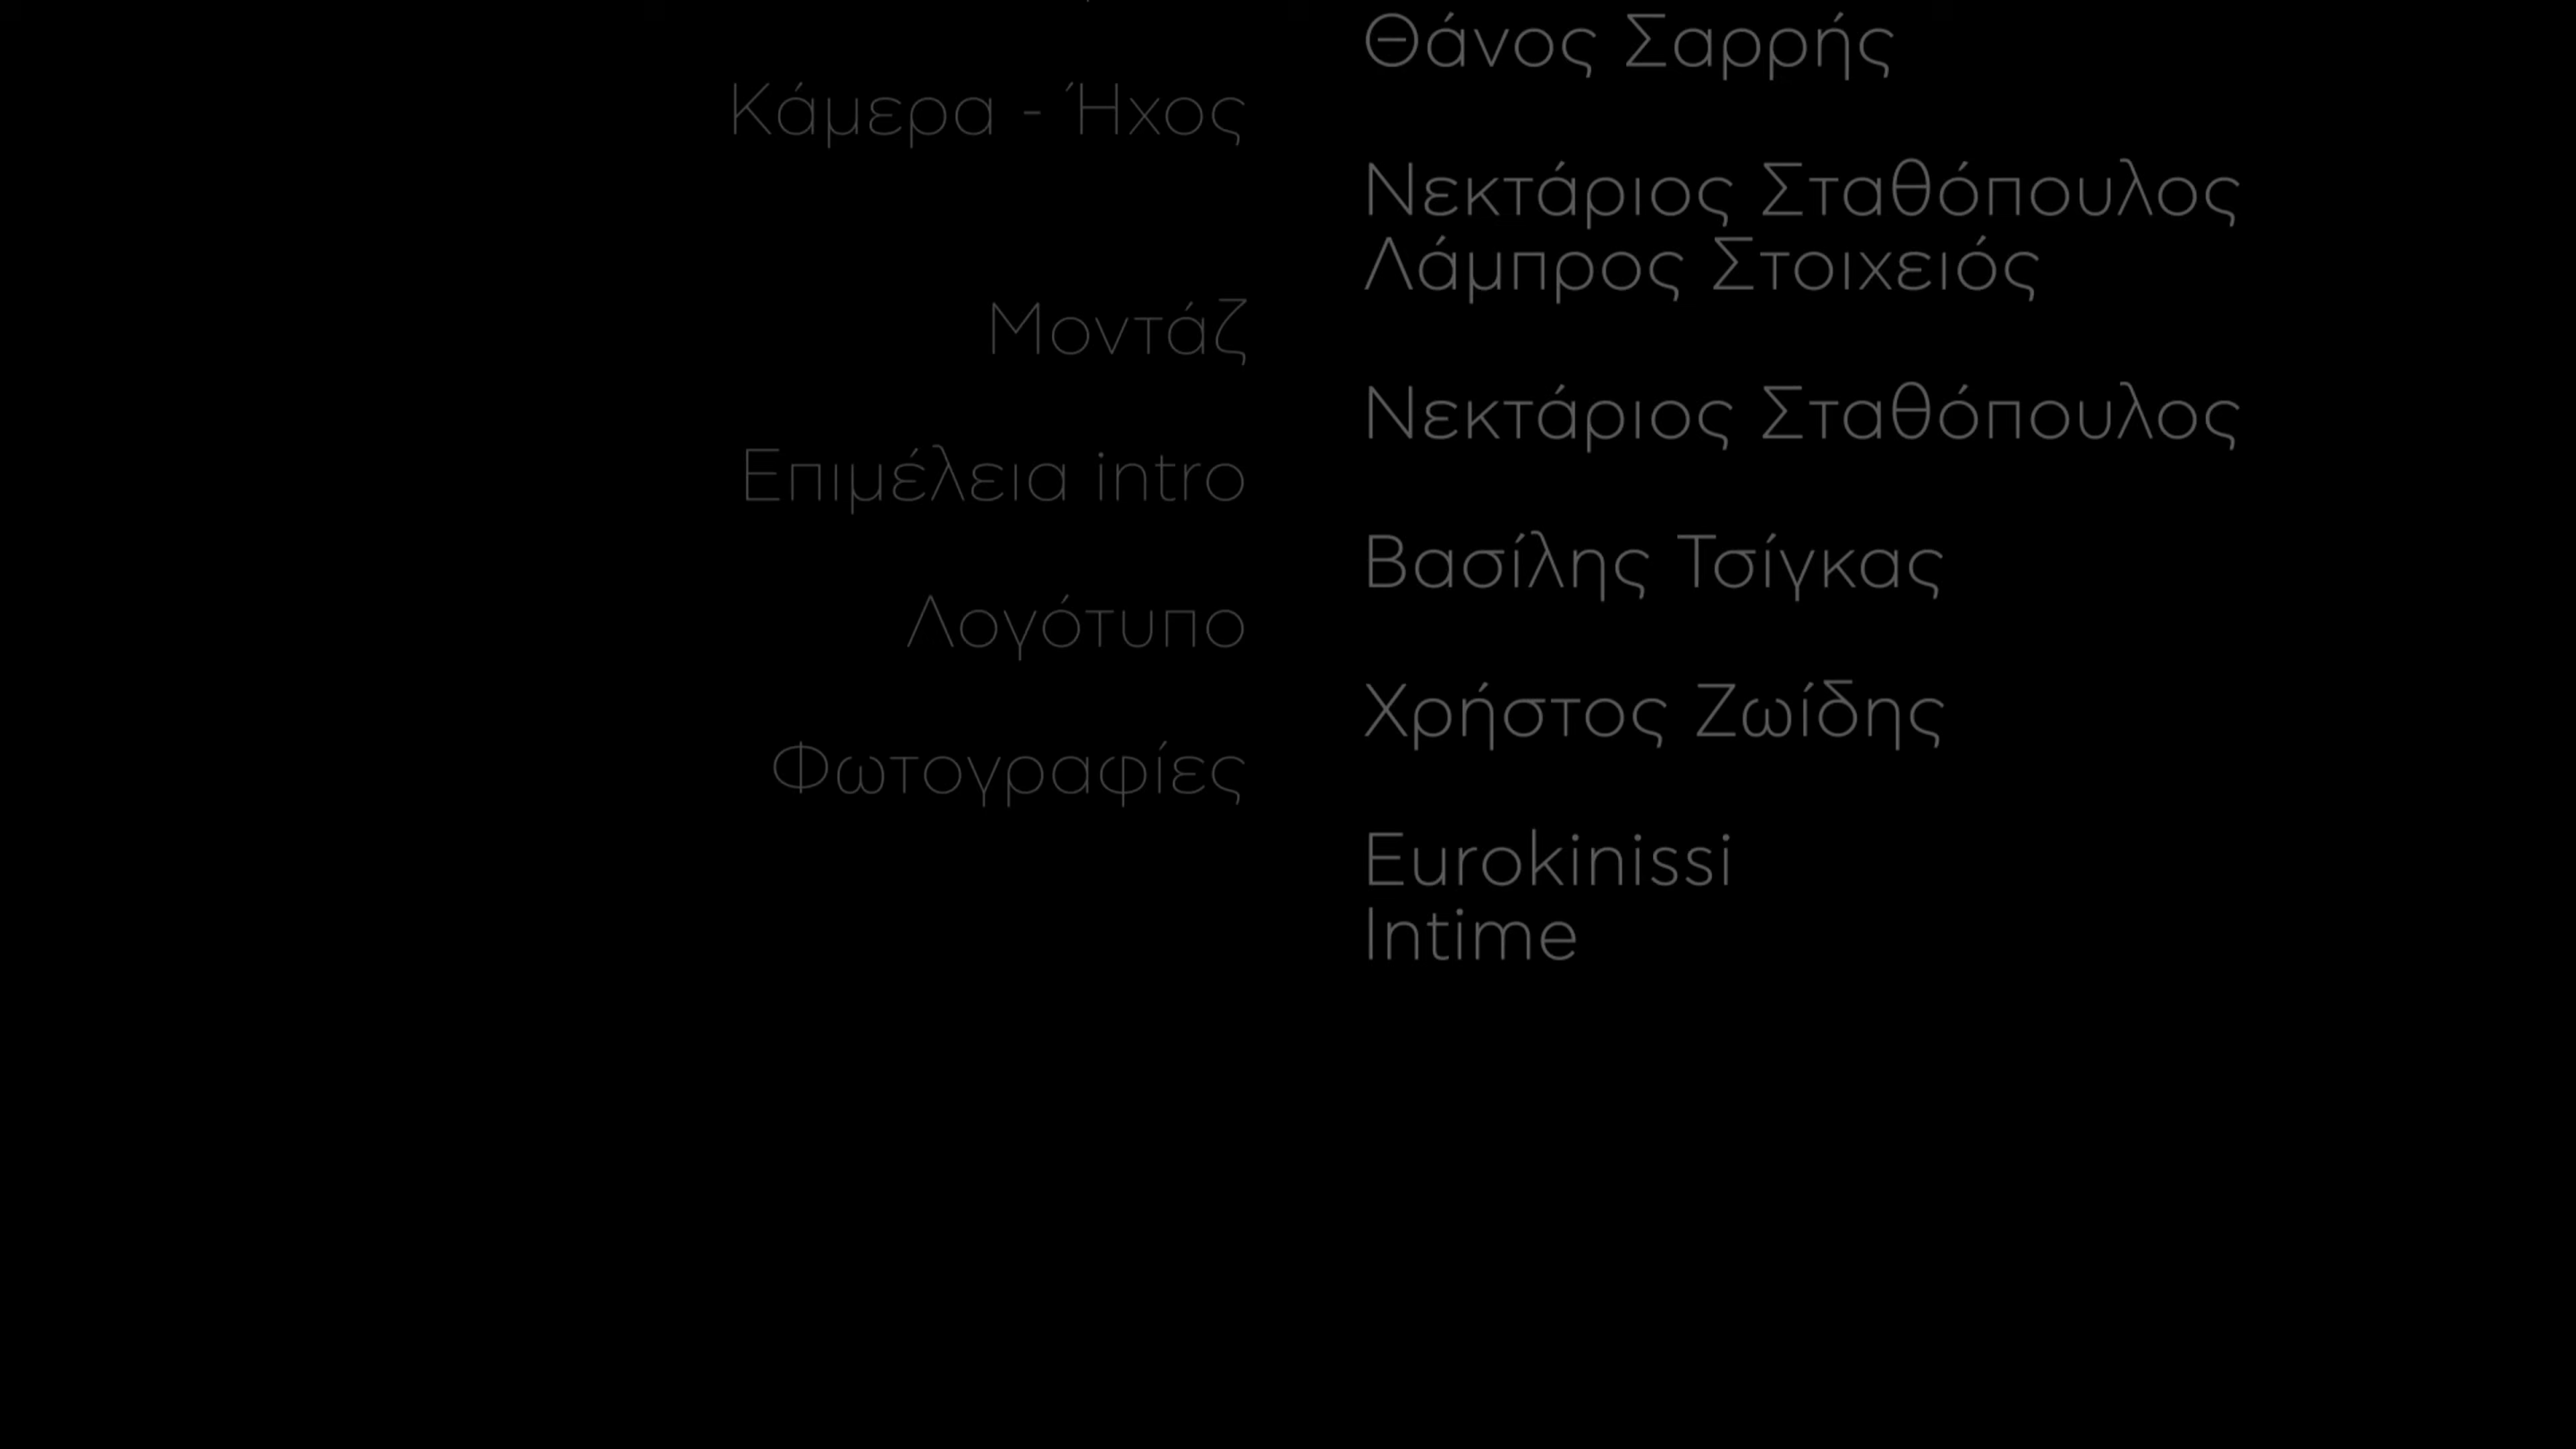 Θάνος Σαρρής
Κάμερα - Ήχος
Νεκτάριος Σταθόπουλος
Λάμπρος Στοιχειός
Μοντάζ
Νεκτάριος Σταθόπουλος
Επιμέλεια intro
Βασίλης Τσίγκας
Λογότυπο
Χρήστος Ζωίδης
Φωτογραφίες
Eurokinissi
Intime